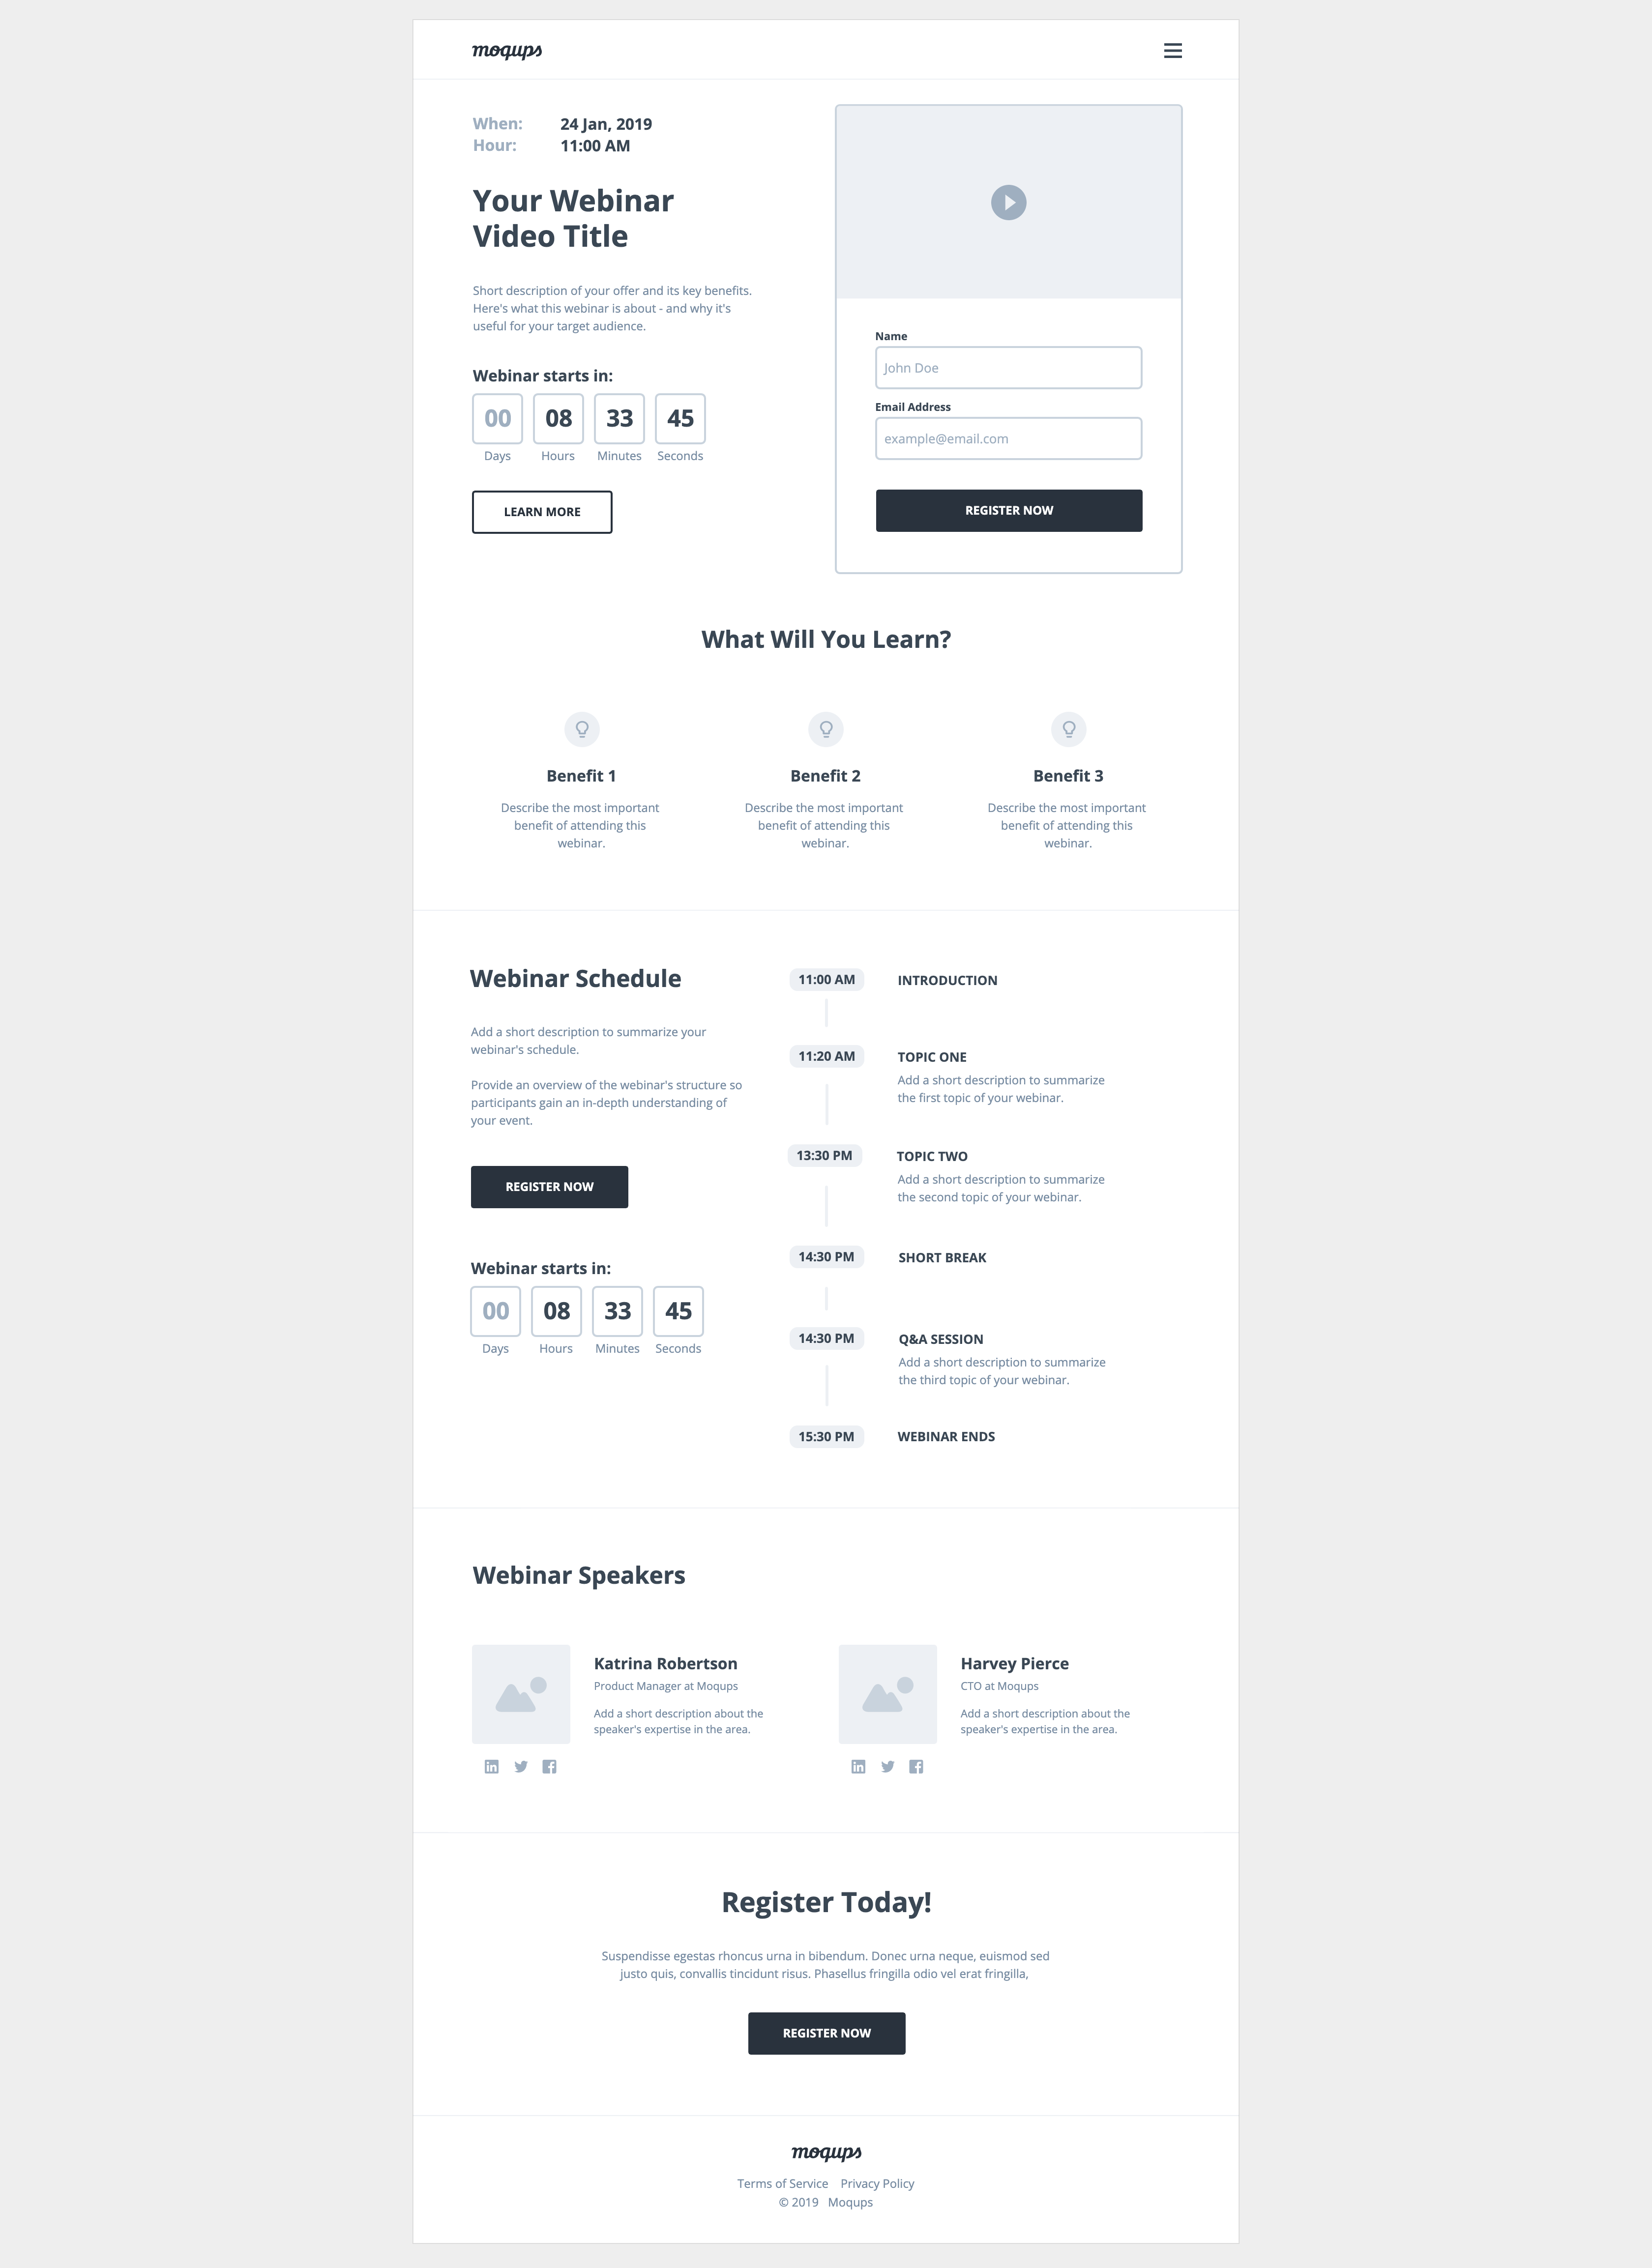 moqups
When: 24 Jan, 2019
Hour: 11:00 AM
Your Webinar
Video Title
Short description of your offer and its key benefits.
Here's what this webinar is about - and why it's
useful for your target audience.
Webinar starts in:
00 08 33 45
Days Hours Minutes Seconds
LEARN MORE
Name
John Doe
Email Address
example@email.com
REGISTER NOW
What Will You Learn?
Benefit 1
Describe the most important
benefit of attending this
webinar.
Benefit 2
Describe the most important
benefit of attending this
webinar.
Benefit 3
Describe the most important
benefit of attending this
webinar.
Webinar Schedule
Add a short description to summarize your
webinar's schedule.
Provide an overview of the webinar's structure so
participants gain an in-depth understanding of
your event.
REGISTER NOW
Webinar starts in:
00 08 33 45
Days Hours Minutes Seconds
11:00 AM INTRODUCTION
11:20 AM TOPIC ONE
Add a short description to summarize
the first topic of your webinar.
13:30 PM TOPIC TWO
Add a short description to summarize
the second topic of your webinar.
14:30 PM SHORT BREAK
14:30 PM Q&A SESSION
Add a short description to summarize
the third topic of your webinar.
15:30 PM WEBINAR ENDS
Webinar Speakers
Katrina Robertson
Product Manager at Moqups
Add a short description about the
speaker's expertise in the area.
Harvey Pierce
CTO at Moqups
Add a short description about the
speaker's expertise in the area.
Register Today!
Suspendisse egestas rhoncus urna in bibendum. Donec urna neque, euismod sed
justo quis, convallis tincidunt risus. Phasellus fringilla odio vel erat fringilla,
REGISTER NOW
moqups
Terms of Service Privacy Policy
© 2019 Moqups